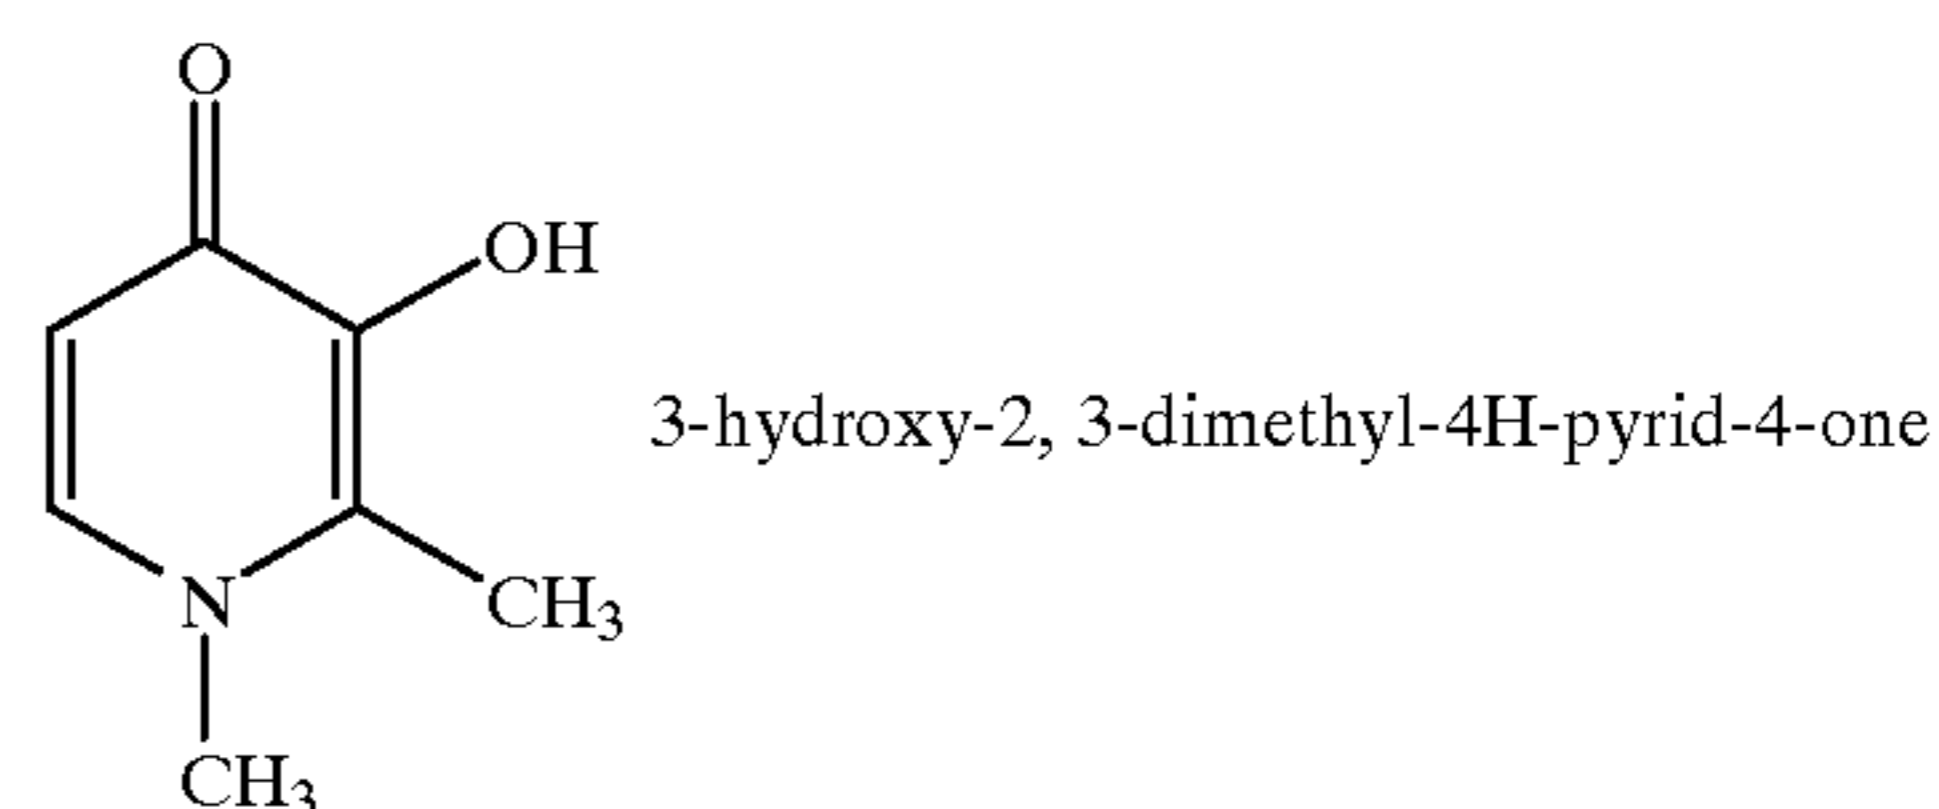 O
OH
3-hydroxy-2, 3-dimethyl-4H-pyrid-4-one
N
CH3
CH3